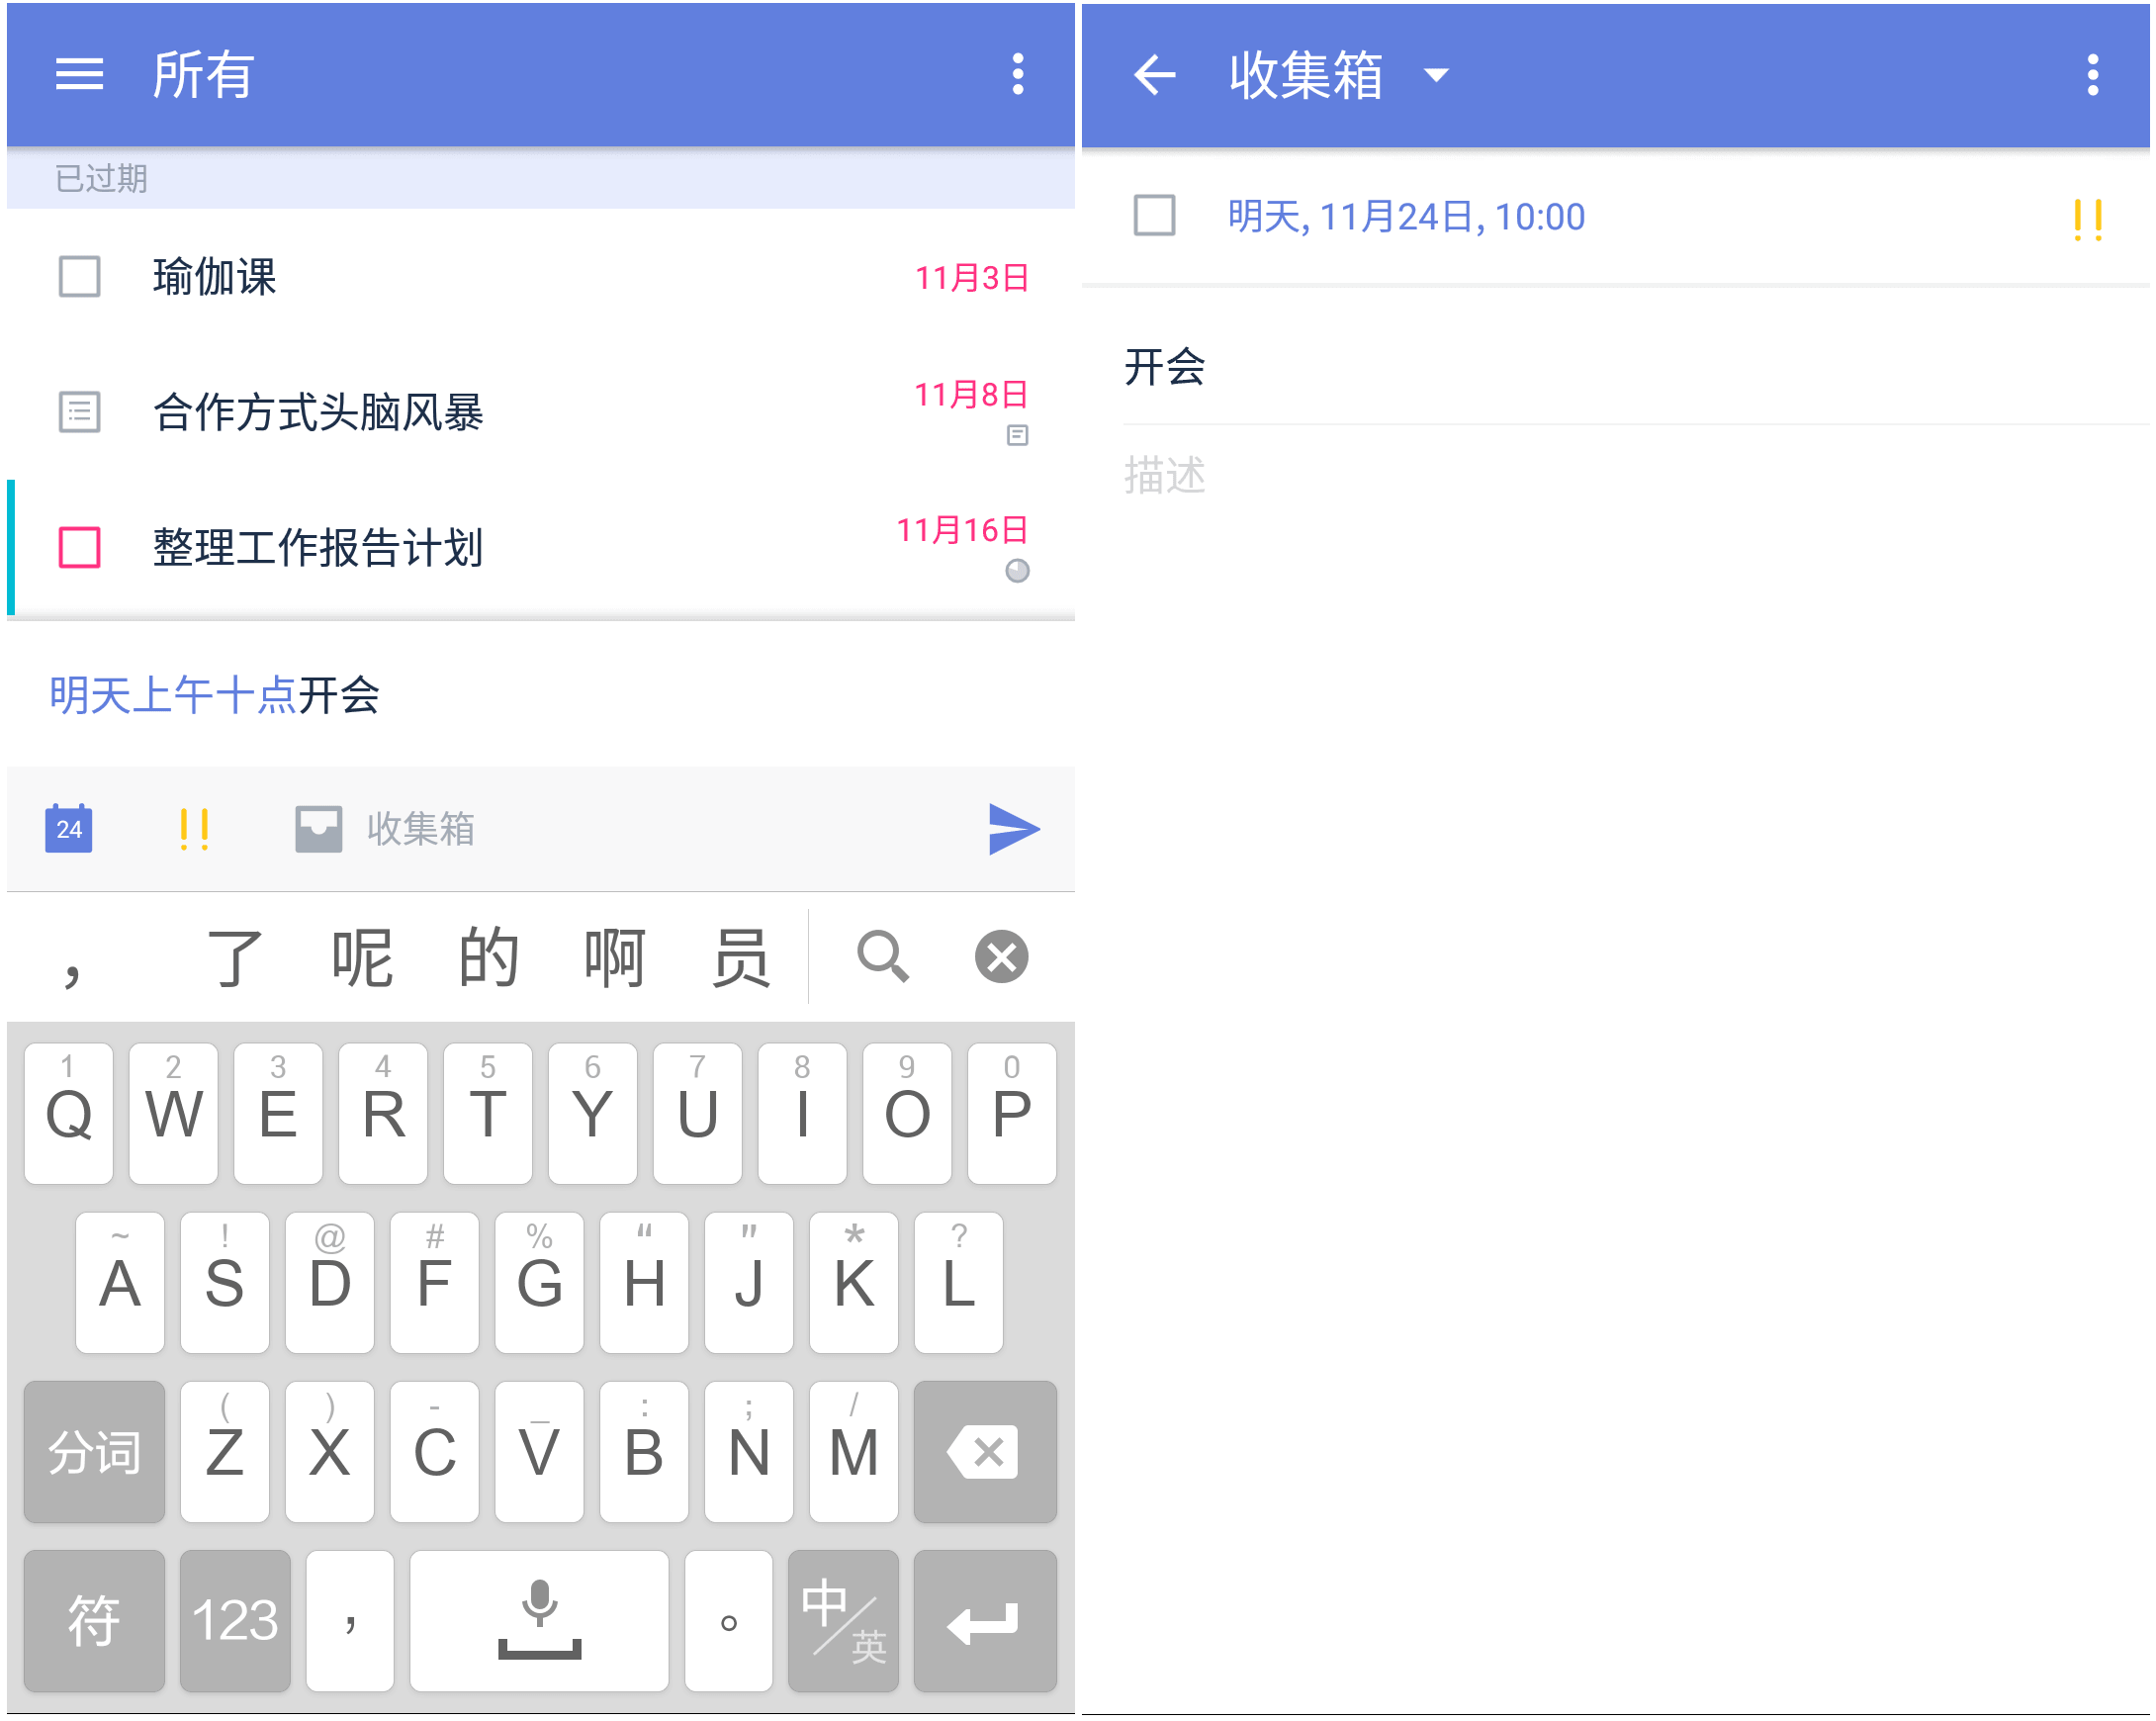 所有
已过期
瑜伽课 11月3日
合作方式头脑风暴 11月8日
整理工作报告计划 11月16日
明天上午十点开会
24 !! 收集箱
， 了 呢 的 啊 员
1 2 3 4 5 6 7 8 9 0
Q W E R T Y U I O P
~ ! @ # % “ " * ?
A S D F G H J K L
( ) - _ : ; /
分词 Z X C V B N M
符 123 ， 。 中/英
收集箱
明天, 11月24日, 10:00 !!
开会
描述